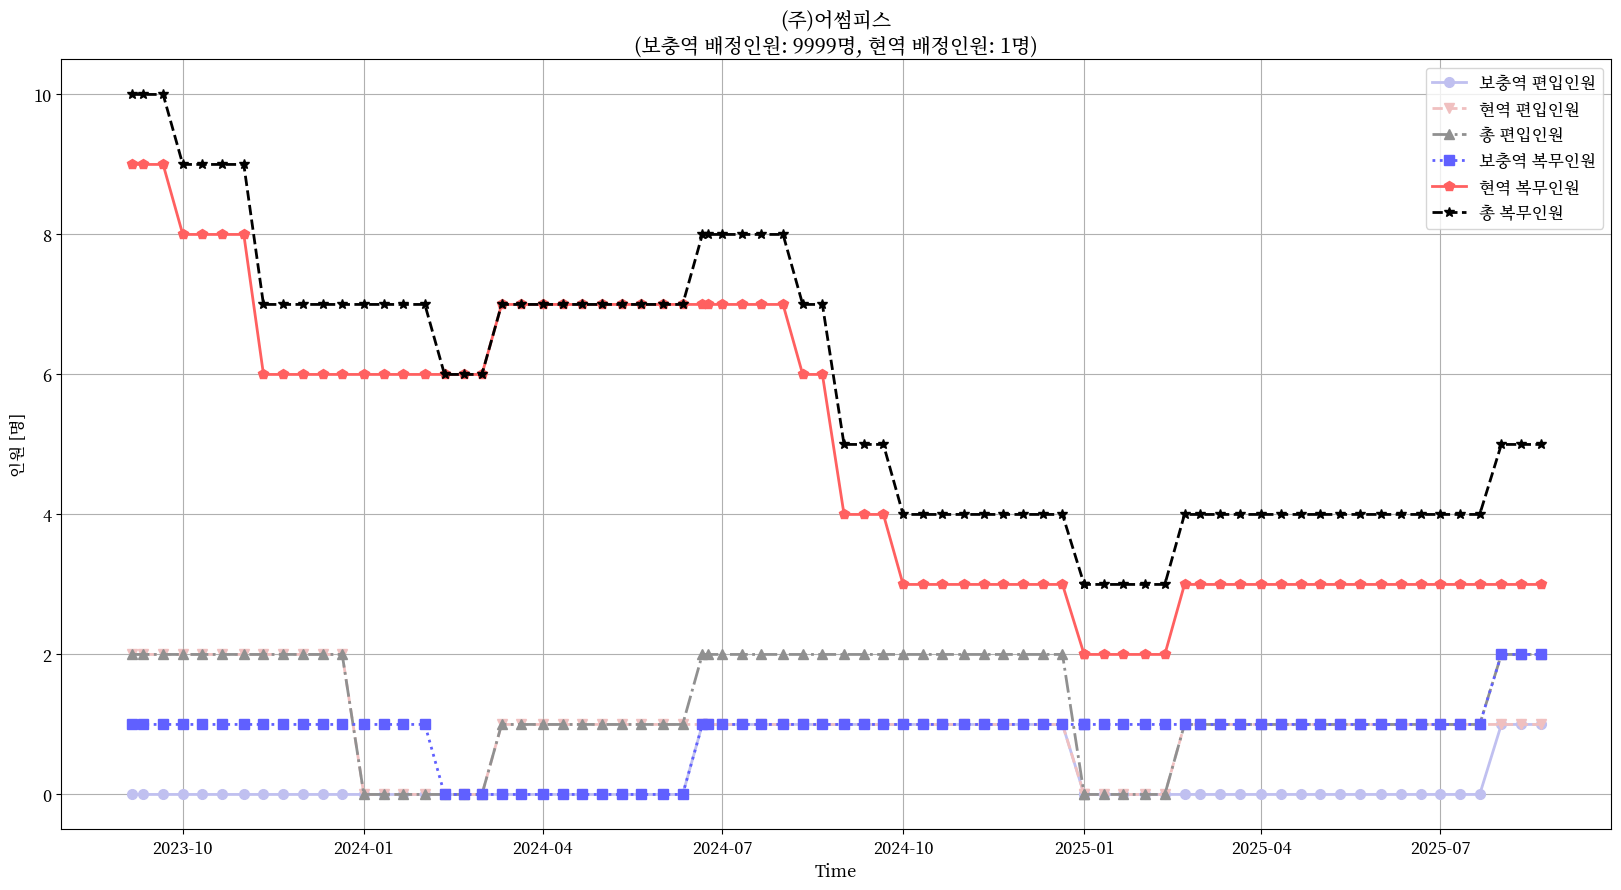 (주)어썸피스
(보충역 배정인원: 9999명, 현역 배정인원: 1명)
보충역 편입인원
현역 편입인원
총 편입인원
보충역 복무인원
현역 복무인원
총 복무인원
인원 [명]
10
8
6
4
2
0
2023-10
2024-01
2024-04
2024-07
2024-10
2025-01
2025-04
2025-07
Time